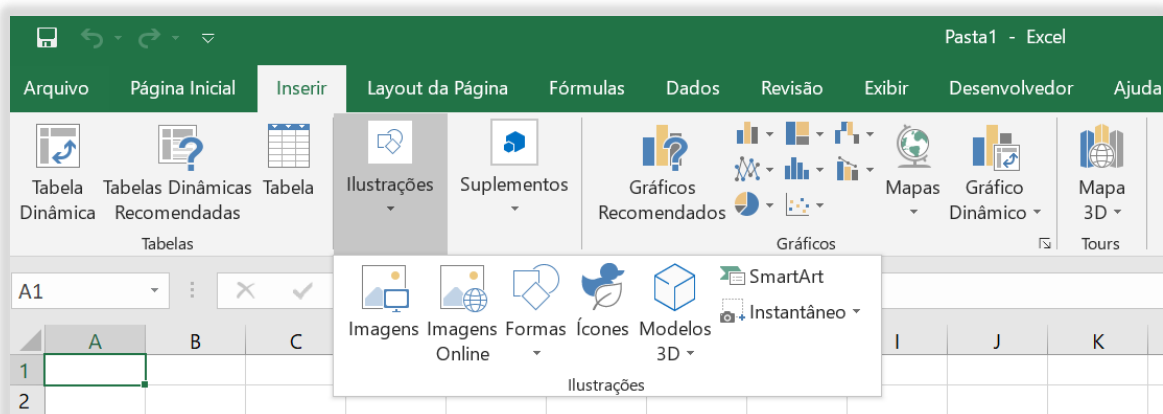 Pasta1 - Excel
Arquivo Página Inicial Inserir Layout da Página Fórmulas Dados Revisão Exibir Desenvolvedor Ajuda
Tabela Dinâmica
Tabelas Dinâmicas Recomendadas
Tabela
Tabelas
Ilustrações
Suplementos
Gráficos Recomendados
Mapas
Gráfico Dinâmico
Gráficos
Mapa 3D
Tours
A1
Imagens
Imagens Online
Formas
Ícones
Modelos 3D
SmartArt
Instantâneo
Ilustrações
A B C I J K
1
2